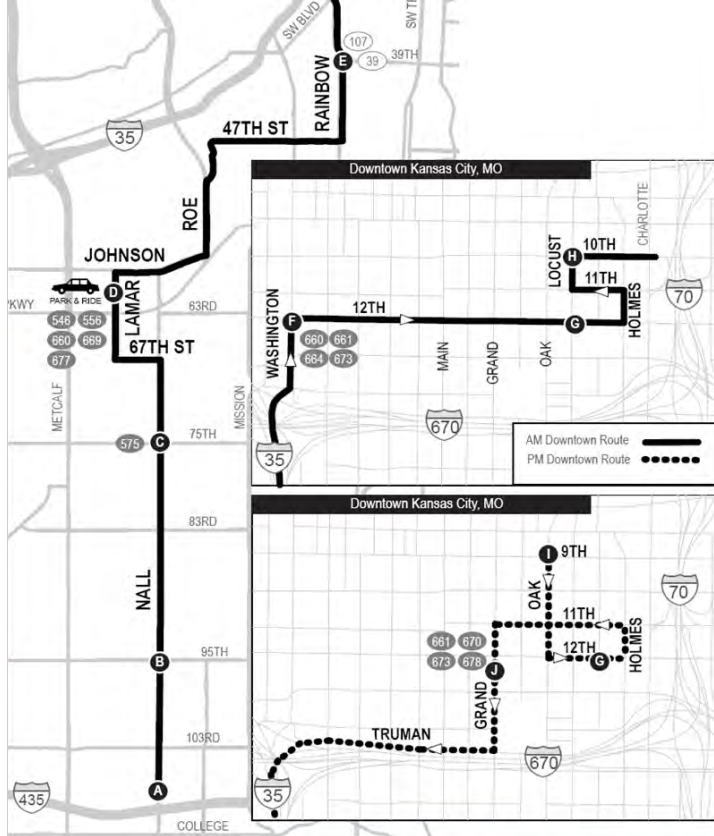 SW BLVD
SW T
107
39
39TH
E
RAINBOW
47TH ST
35
ROE
JOHNSON
D
PARK & RIDE
LAMAR
PKWY
63RD
546 556
660 669
677
67TH ST
METCALF
MISSION
575
C
75TH
83RD
NALL
B
95TH
103RD
A
435
COLLEGE
Downtown Kansas City, MO
CHARLOTTE
LOCUST
H
10TH
11TH
70
HOLMES
WASHINGTON
F
12TH
G
660 661
664 673
MAIN
GRAND
OAK
670
35
AM Downtown Route
PM Downtown Route
Downtown Kansas City, MO
I
9TH
OAK
70
11TH
HOLMES
661 670
673 678
12TH
G
J
GRAND
TRUMAN
670
35